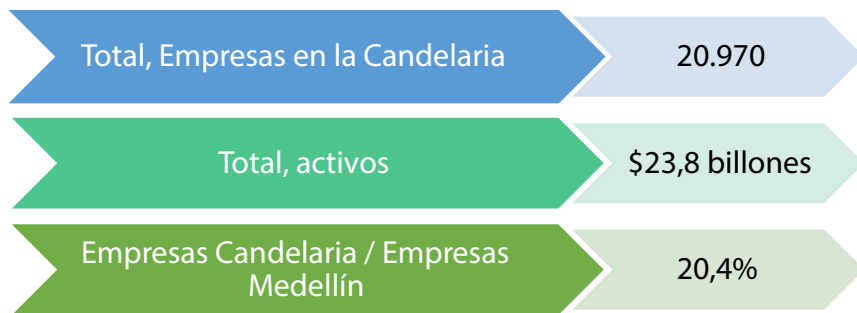 Total, Empresas en la Candelaria
20.970
Total, activos
$23,8 billones
Empresas Candelaria / Empresas
Medellín
20,4%